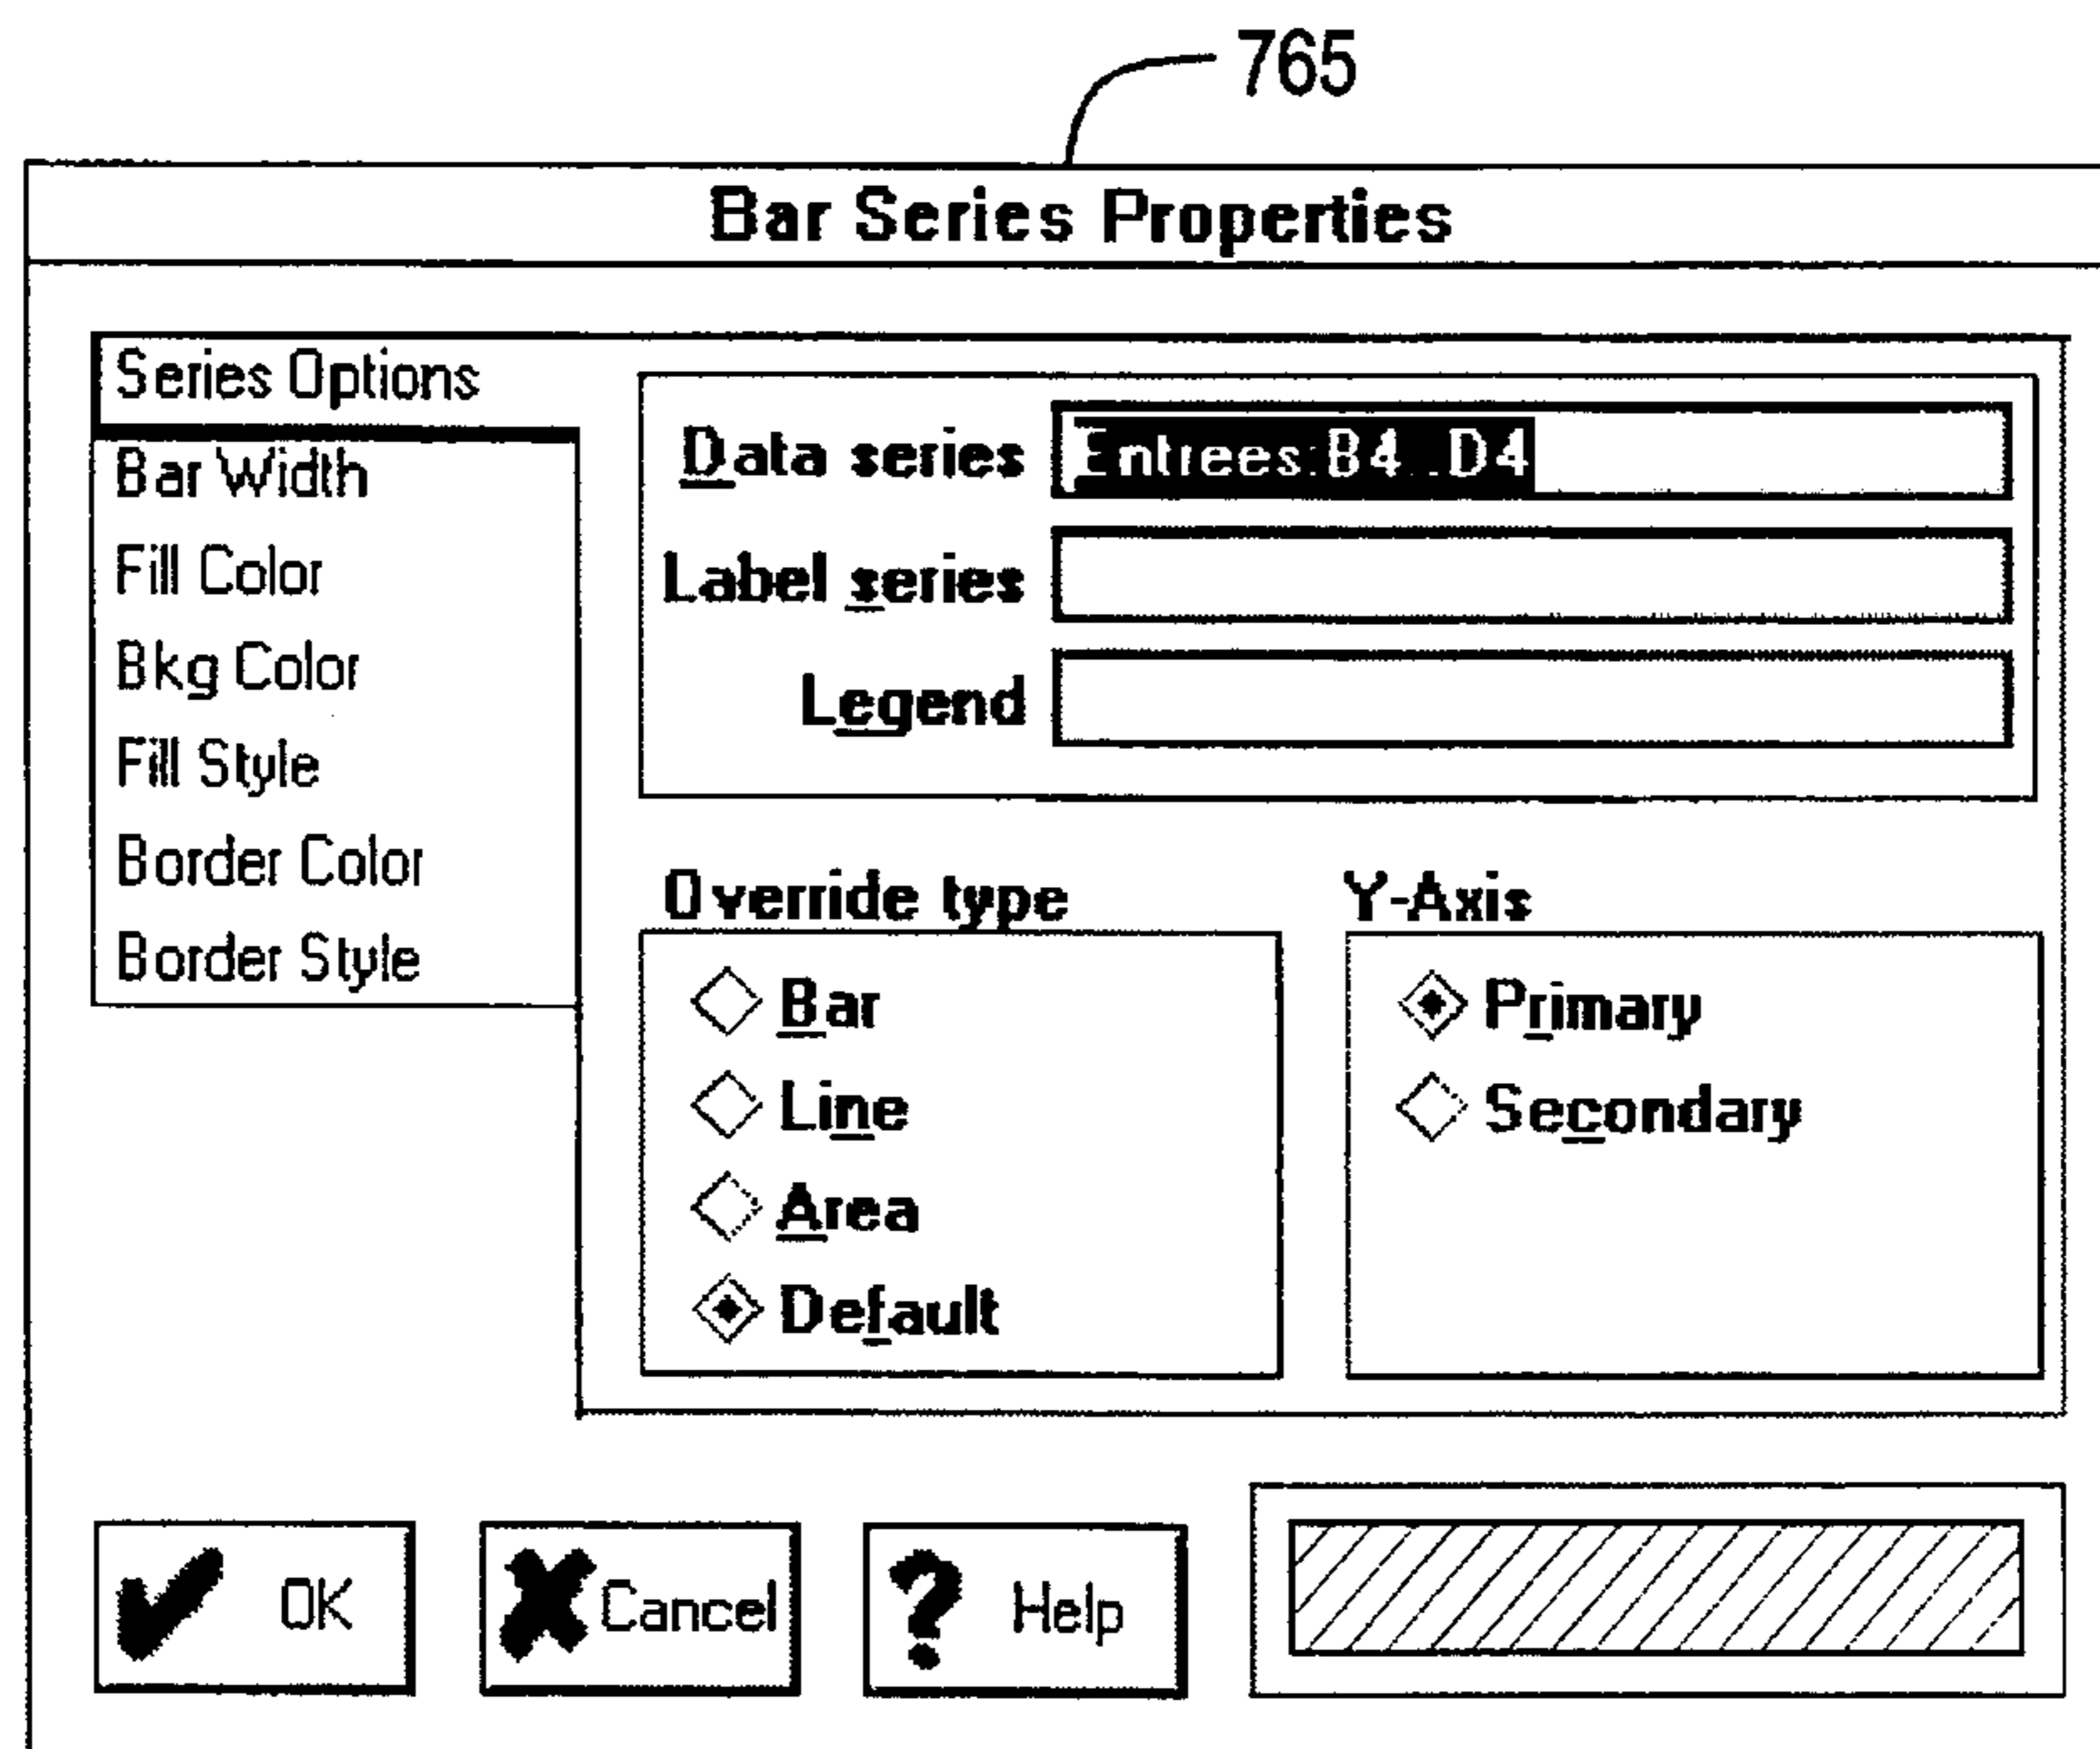 765
Bar Series Properties
Series Options
Bar Width
Fill Color
Bkg Color
Fill Style
Border Color
Border Style
Data series Entrees:B4..D4
Label series
Legend
Override type
Bar
Line
Area
Default
Y-Axis
Primary
Secondary
OK
Cancel
Help